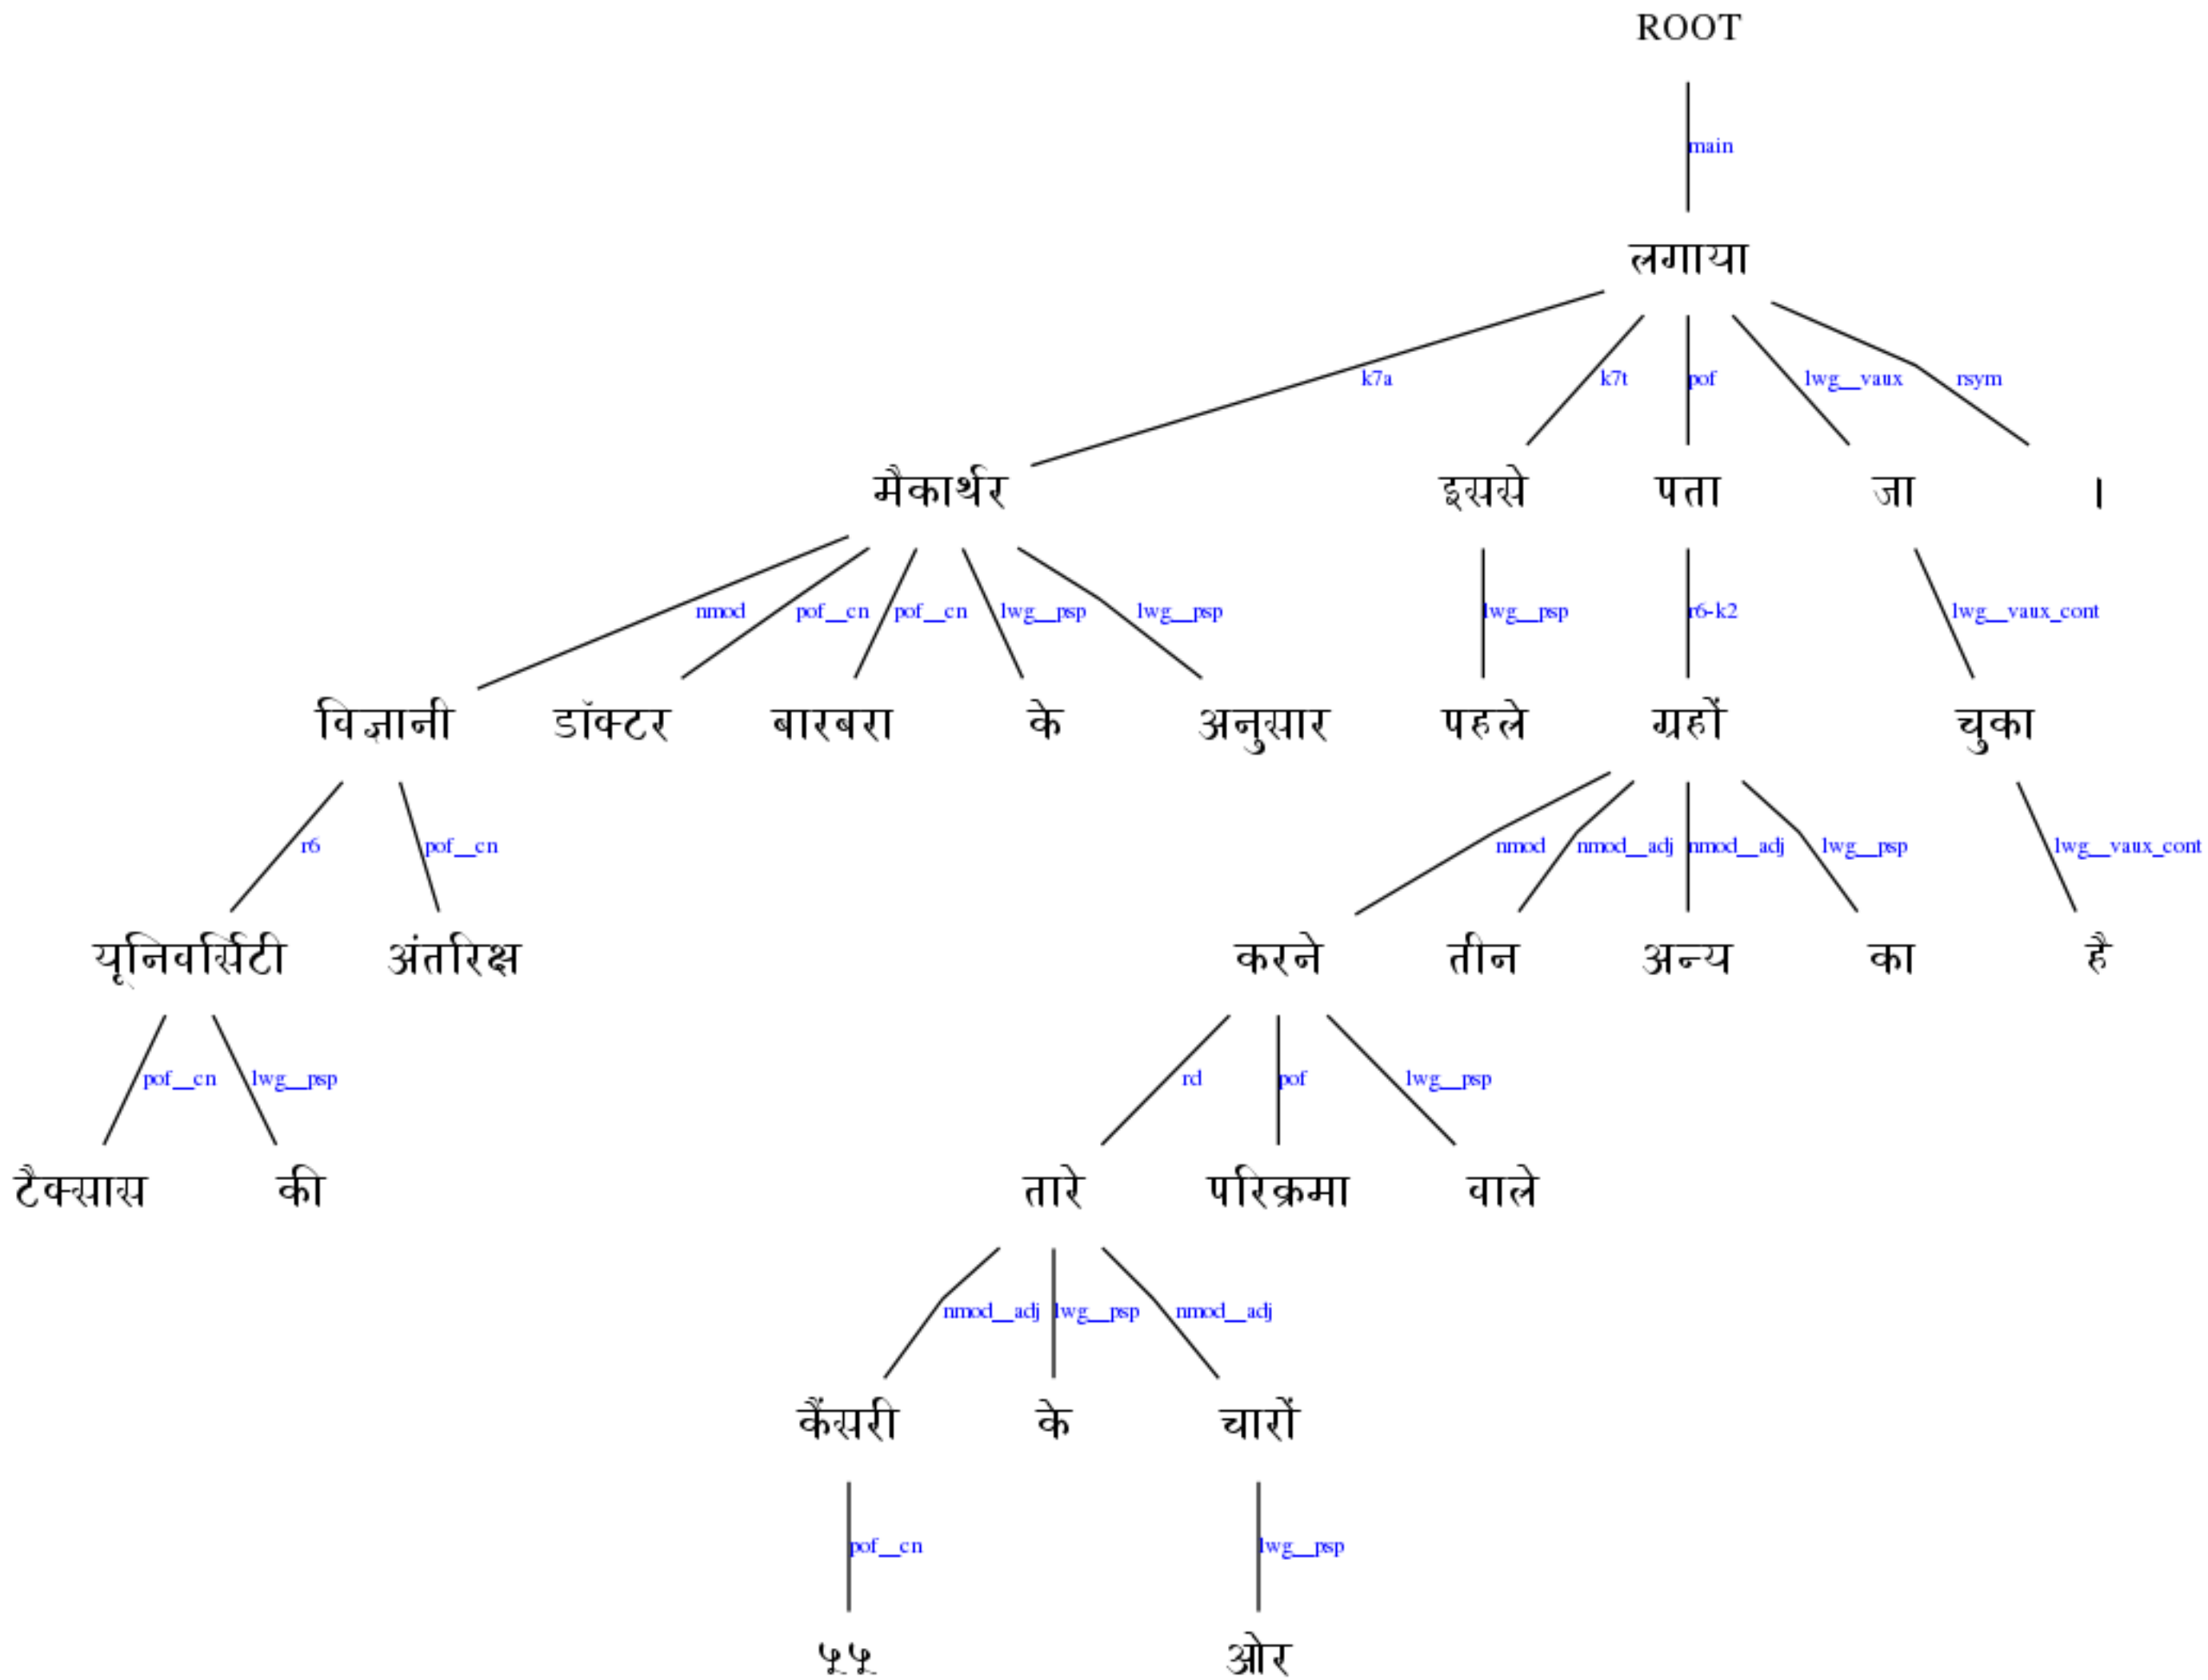 ROOT
main
लगाया
k7a k7t pof lwg__vaux rsym
मैकार्थर इससे पता जा ।
nmod pof__cn pof__cn lwg__psp lwg__psp lwg__psp r6-k2 lwg__vaux_cont
विज्ञानी डॉक्टर बारबरा के अनुसार पहले ग्रहों चुका
r6 pof__cn nmod nmod__adj nmod__adj lwg__psp lwg__vaux_cont
यूनिवर्सिटी अंतरिक्ष करने तीन अन्य का है
pof__cn lwg__psp rd pof lwg__psp
टैक्सास की तारे परिक्रमा वाले
nmod__adj lwg__psp nmod__adj
कैंसरी के चारों
pof__cn lwg__psp
५५ ओर